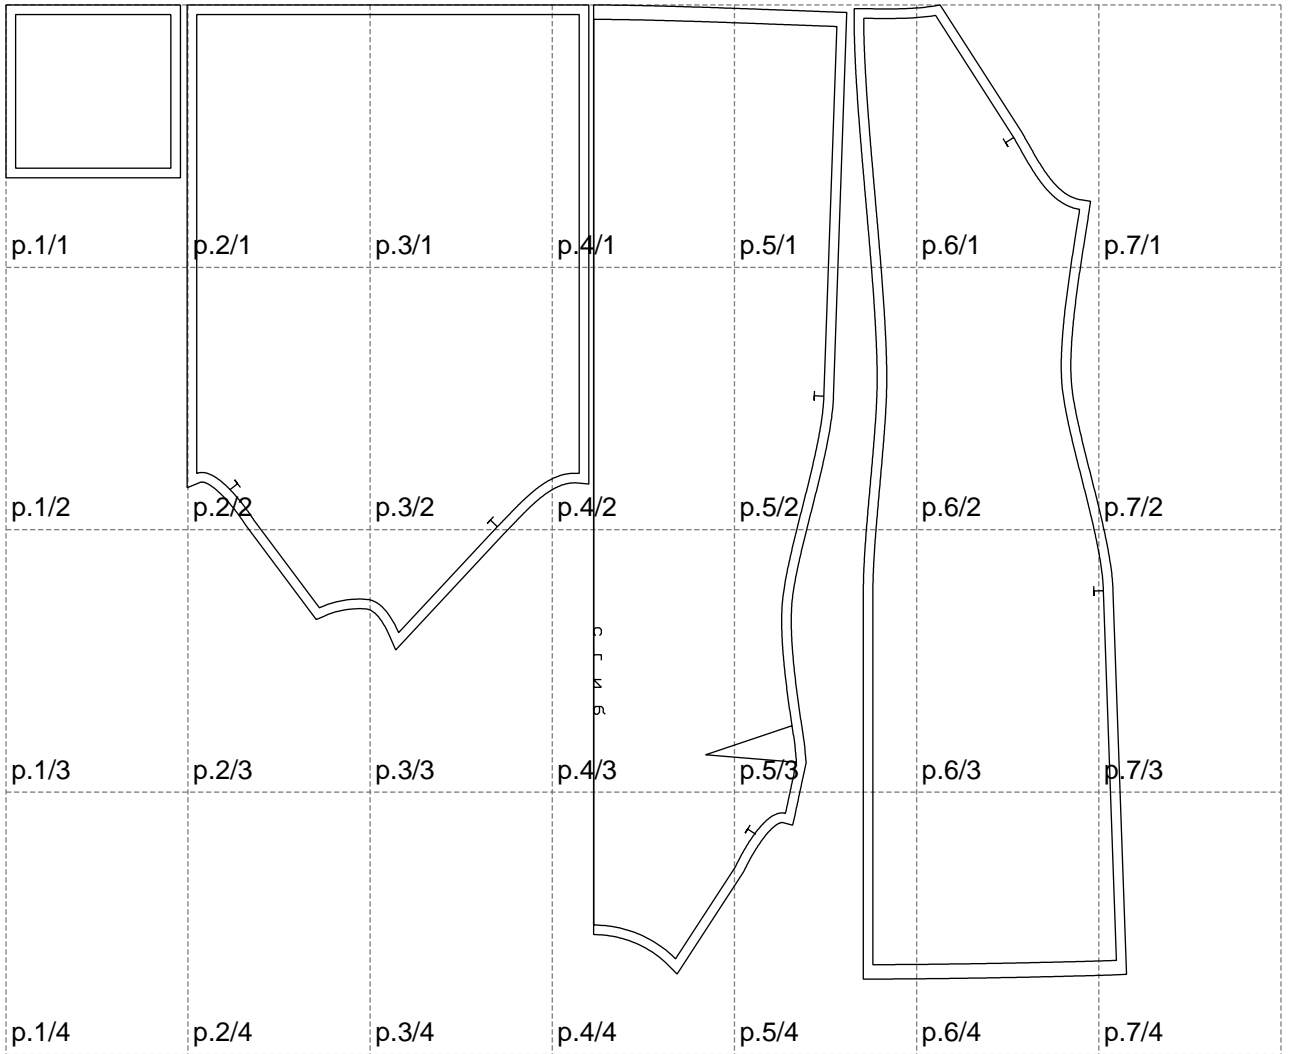 p.1/1 p.2/1 p.3/1 p.4/1 p.5/1 p.6/1 p.7/1
p.1/2 p.2/2 p.3/2 p.4/2 p.5/2 p.6/2 p.7/2
сгиб
p.1/3 p.2/3 p.3/3 p.4/3 p.5/3 p.6/3 p.7/3
p.1/4 p.2/4 p.3/4 p.4/4 p.5/4 p.6/4 p.7/4